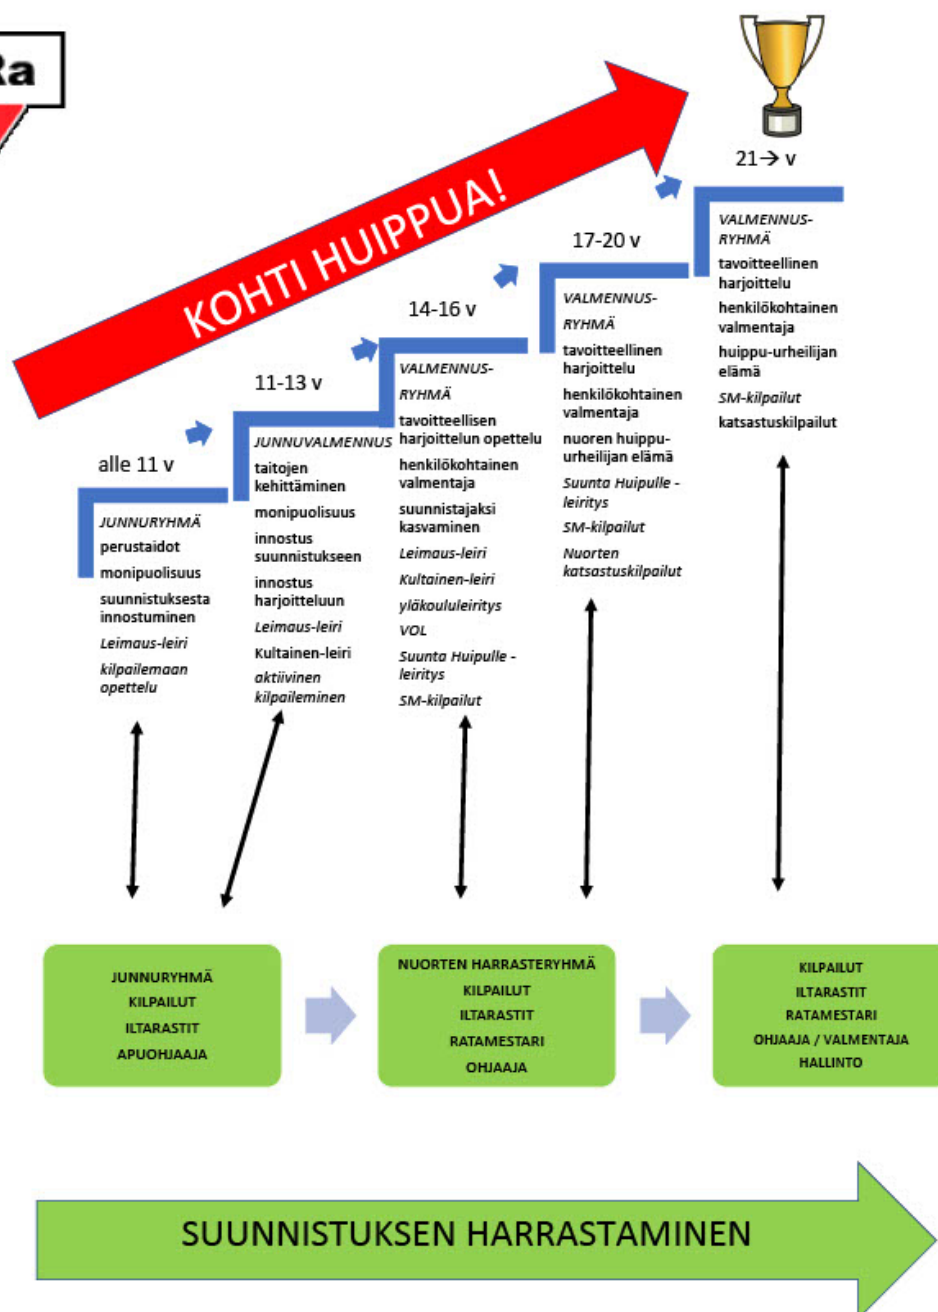 Ra
KOHTI HUIPPUA!
alle 11 v
JUNNURYHMÄ
perustaidot
monipuolisuus
suunnistuksesta
innostuminen
Leimaus-leiri
kilpailemaan
opettelu
11-13 v
JUNNUVALMENNUS
taitojen
kehittäminen
monipuolisuus
innostus
suunnistukseen
innostus
harjoitteluun
Leimaus-leiri
Kultainen-leiri
aktiivinen
kilpaileminen
14-16 v
VALMENNUS-
RYHMÄ
tavoitteellisen
harjoittelun opettelu
henkilökohtainen
valmentaja
suunnistajaksi
kasvaminen
Leimaus-leiri
Kultainen-leiri
yläkoululeiritys
VOL
Suunta Huipulle -
leiritys
SM-kilpailut
17-20 v
VALMENNUS-
RYHMÄ
tavoitteellinen
harjoittelu
henkilökohtainen
valmentaja
nuoren huippu-
urheilijan elämä
Suunta Huipulle -
leiritys
SM-kilpailut
Nuorten
katsastuskilpailut
21→ v
VALMENNUS-
RYHMÄ
tavoitteellinen
harjoittelu
henkilökohtainen
valmentaja
huippu-urheilijan
elämä
SM-kilpailut
katsastuskilpailut
JUNNURYHMÄ
KILPAILUT
ILTARASTIT
APUOHJAAJA
NUORTEN HARRASTERYHMÄ
KILPAILUT
ILTARASTIT
RATAMESTARI
OHJAAJA
KILPAILUT
ILTARASTIT
RATAMESTARI
OHJAAJA / VALMENTAJA
HALLINTO
SUUNNISTUKSEN HARRASTAMINEN